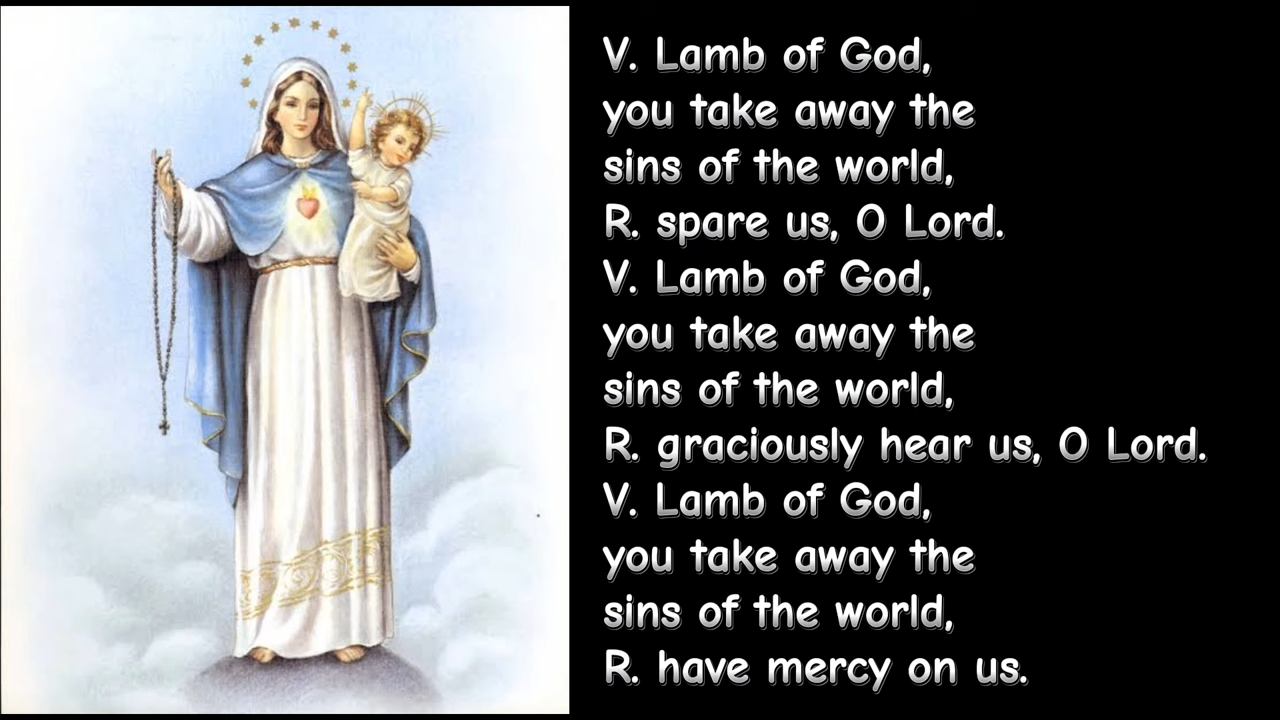 V. Lamb of God,
you take away the
sins of the world,
R. spare us, O Lord.
V. Lamb of God,
you take away the
sins of the world,
R. graciously hear us, O Lord.
V. Lamb of God,
you take away the
sins of the world,
R. have mercy on us.